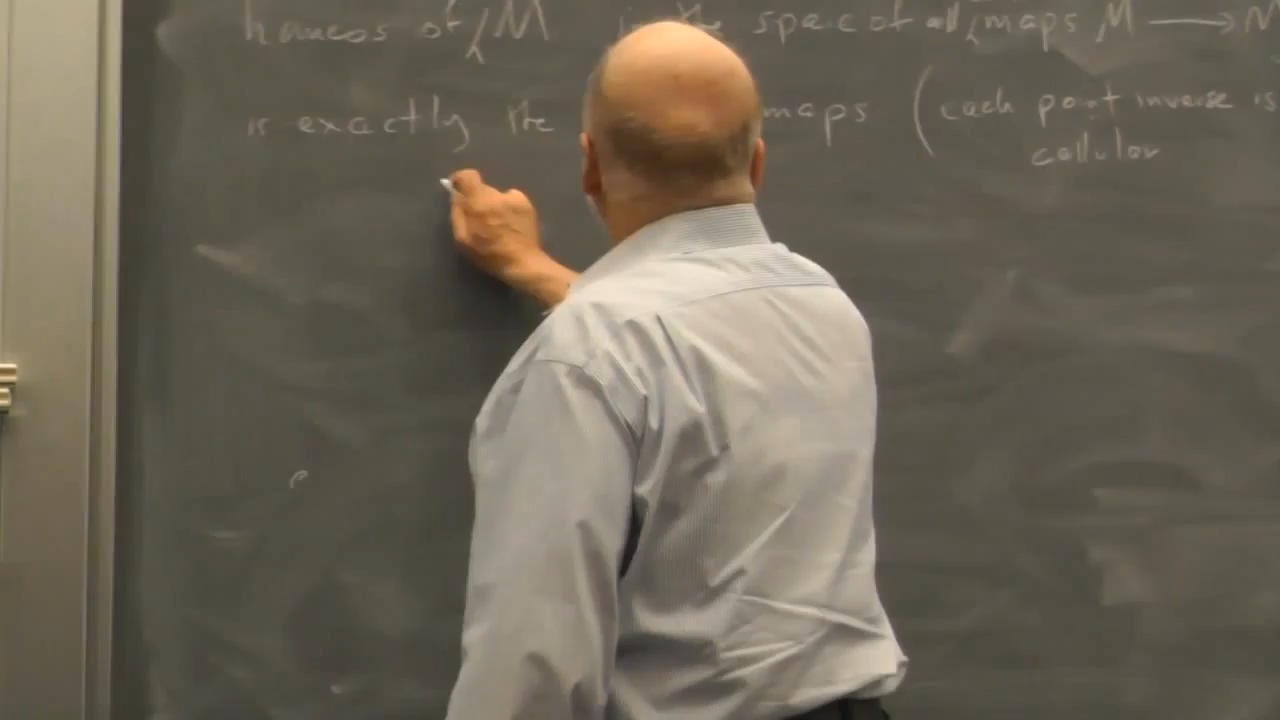 homeos of M in the space of all maps M → M
is exactly the maps (each point inverse is
cellular